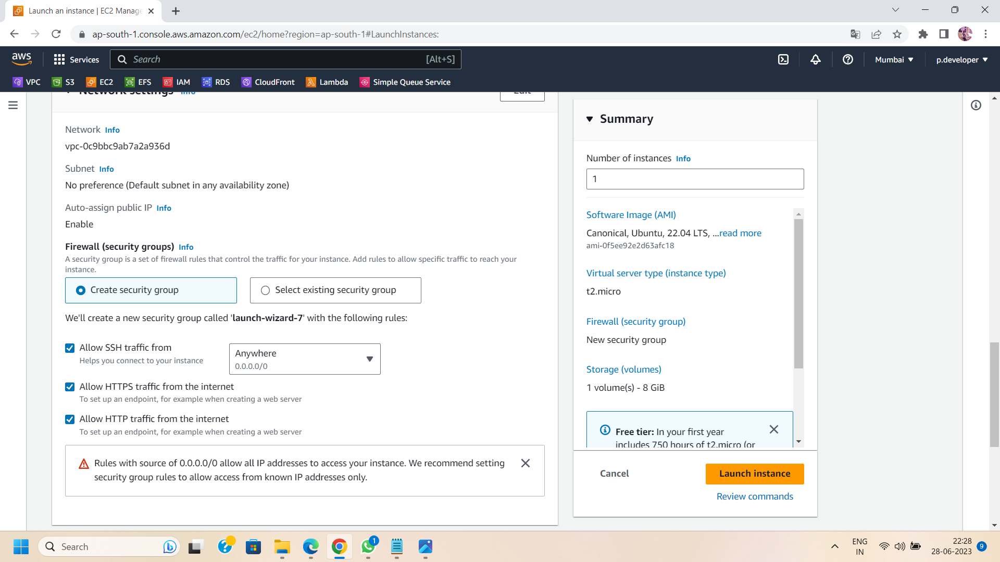 Launch an instance | EC2 Manage
ap-south-1.console.aws.amazon.com/ec2/home?region=ap-south-1#LaunchInstances:
aws
Services
Search
[Alt+S]
Mumbai
p.developer
VPC
S3
EC2
EFS
IAM
RDS
CloudFront
Lambda
Simple Queue Service
Network settings Info
Edit
Network Info
vpc-0c9bbc9ab7a2a936d
Subnet Info
No preference (Default subnet in any availability zone)
Auto-assign public IP Info
Enable
Firewall (security groups) Info
A security group is a set of firewall rules that control the traffic for your instance. Add rules to allow specific traffic to reach your
instance.
Create security group
Select existing security group
We'll create a new security group called 'launch-wizard-7' with the following rules:
Allow SSH traffic from
Helps you connect to your instance
Anywhere
0.0.0.0/0
Allow HTTPS traffic from the internet
To set up an endpoint, for example when creating a web server
Allow HTTP traffic from the internet
To set up an endpoint, for example when creating a web server
Rules with source of 0.0.0.0/0 allow all IP addresses to access your instance. We recommend setting
security group rules to allow access from known IP addresses only.
Summary
Number of instances Info
1
Software Image (AMI)
Canonical, Ubuntu, 22.04 LTS, ...read more
ami-0f5ee92e2d63afc18
Virtual server type (instance type)
t2.micro
Firewall (security group)
New security group
Storage (volumes)
1 volume(s) - 8 GiB
Free tier: In your first year
includes 750 hours of t2.micro (or
Cancel
Launch instance
Review commands
Search
1
ENG
IN
22:28
28-06-2023
9